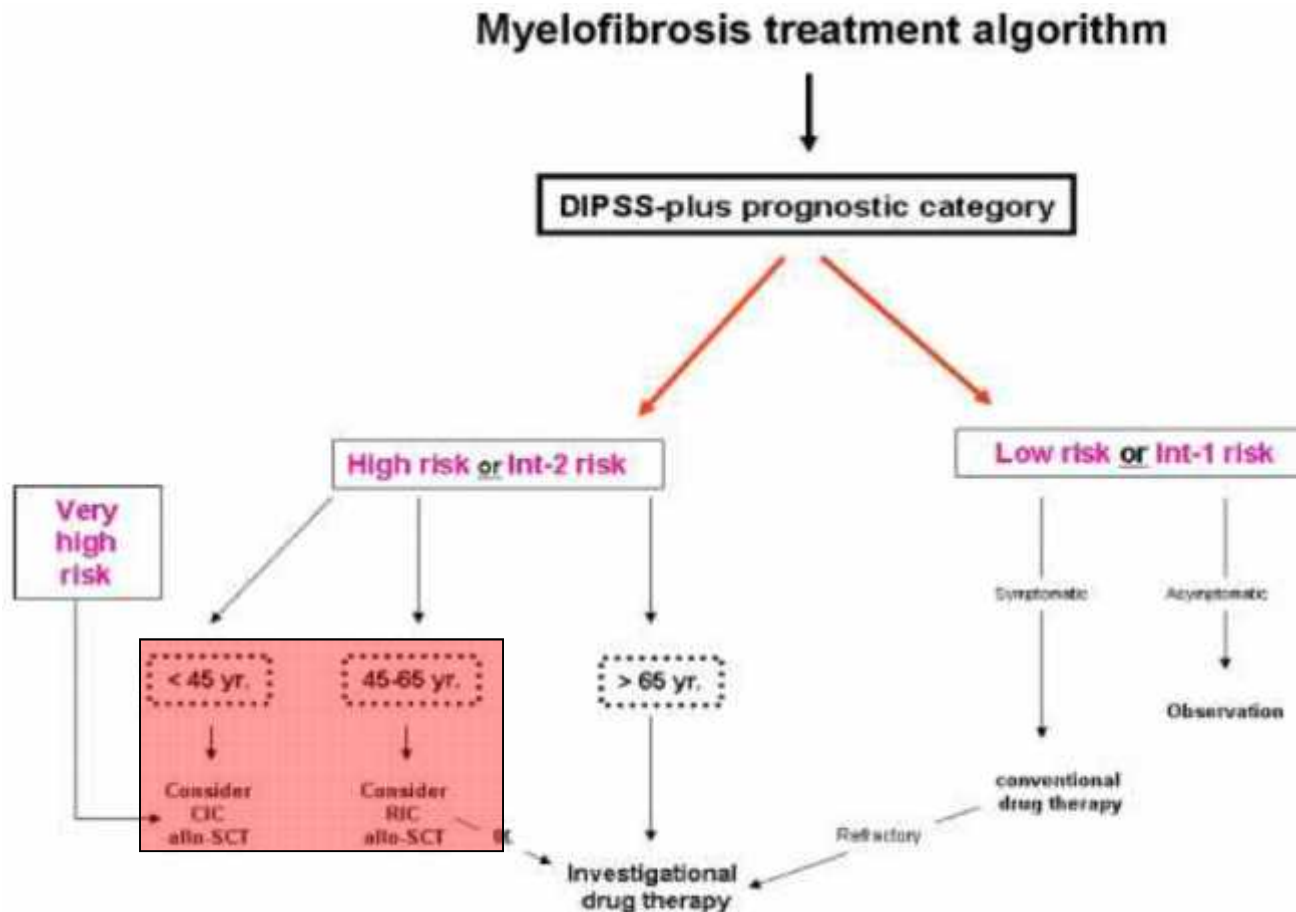 Myelofibrosis treatment algorithm
DIPSS-plus prognostic category
High risk or Int-2 risk
Low risk or Int-1 risk
Very
high
risk
Symptomatic
Asymptomatic
< 45 yr.
45-65 yr.
> 65 yr.
Observation
Consider
CIC
allo-SCT
Consider
RIC
allo-SCT
conventional
drug therapy
Refractory
Investigational
drug therapy